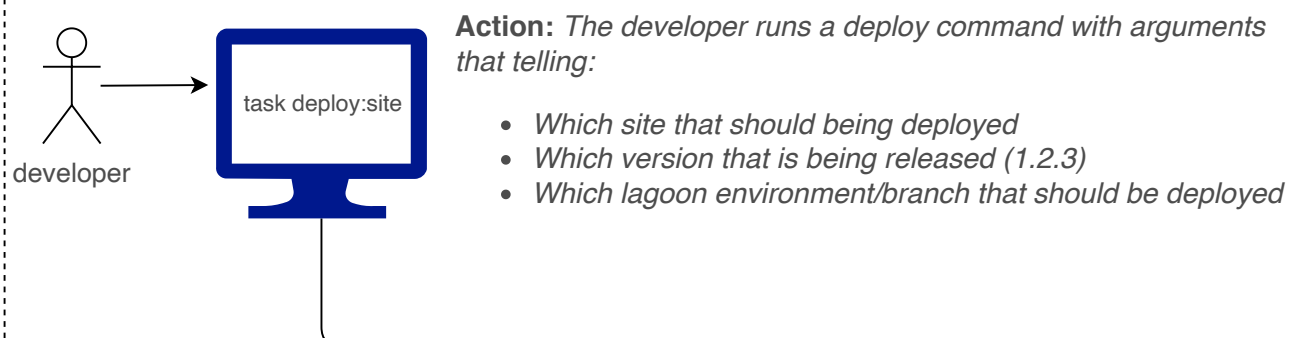 Action: The developer runs a deploy command with arguments
that telling:
task deploy:site
• Which site that should being deployed
• Which version that is being released (1.2.3)
• Which lagoon environment/branch that should be deployed
developer